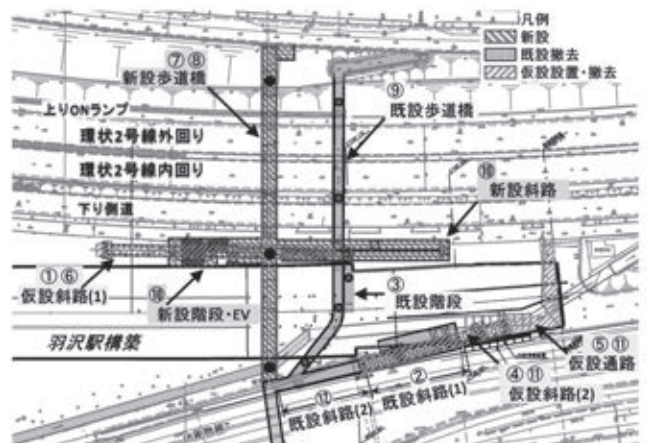 凡例
新設
既設撤去
仮設設置・撤去
⑦⑧
新設歩道橋
⑨
既設歩道橋
上りONランプ
環状2号線外回り
環状2号線内回り
下り側道
⑩
新設斜路
①⑥
仮設斜路(1)
⑩
新設階段・EV
③
既設階段
羽沢駅構築
⑤⑪
仮設通路
④⑪
仮設斜路(2)
②
既設斜路(1)
⑫
既設斜路(2)